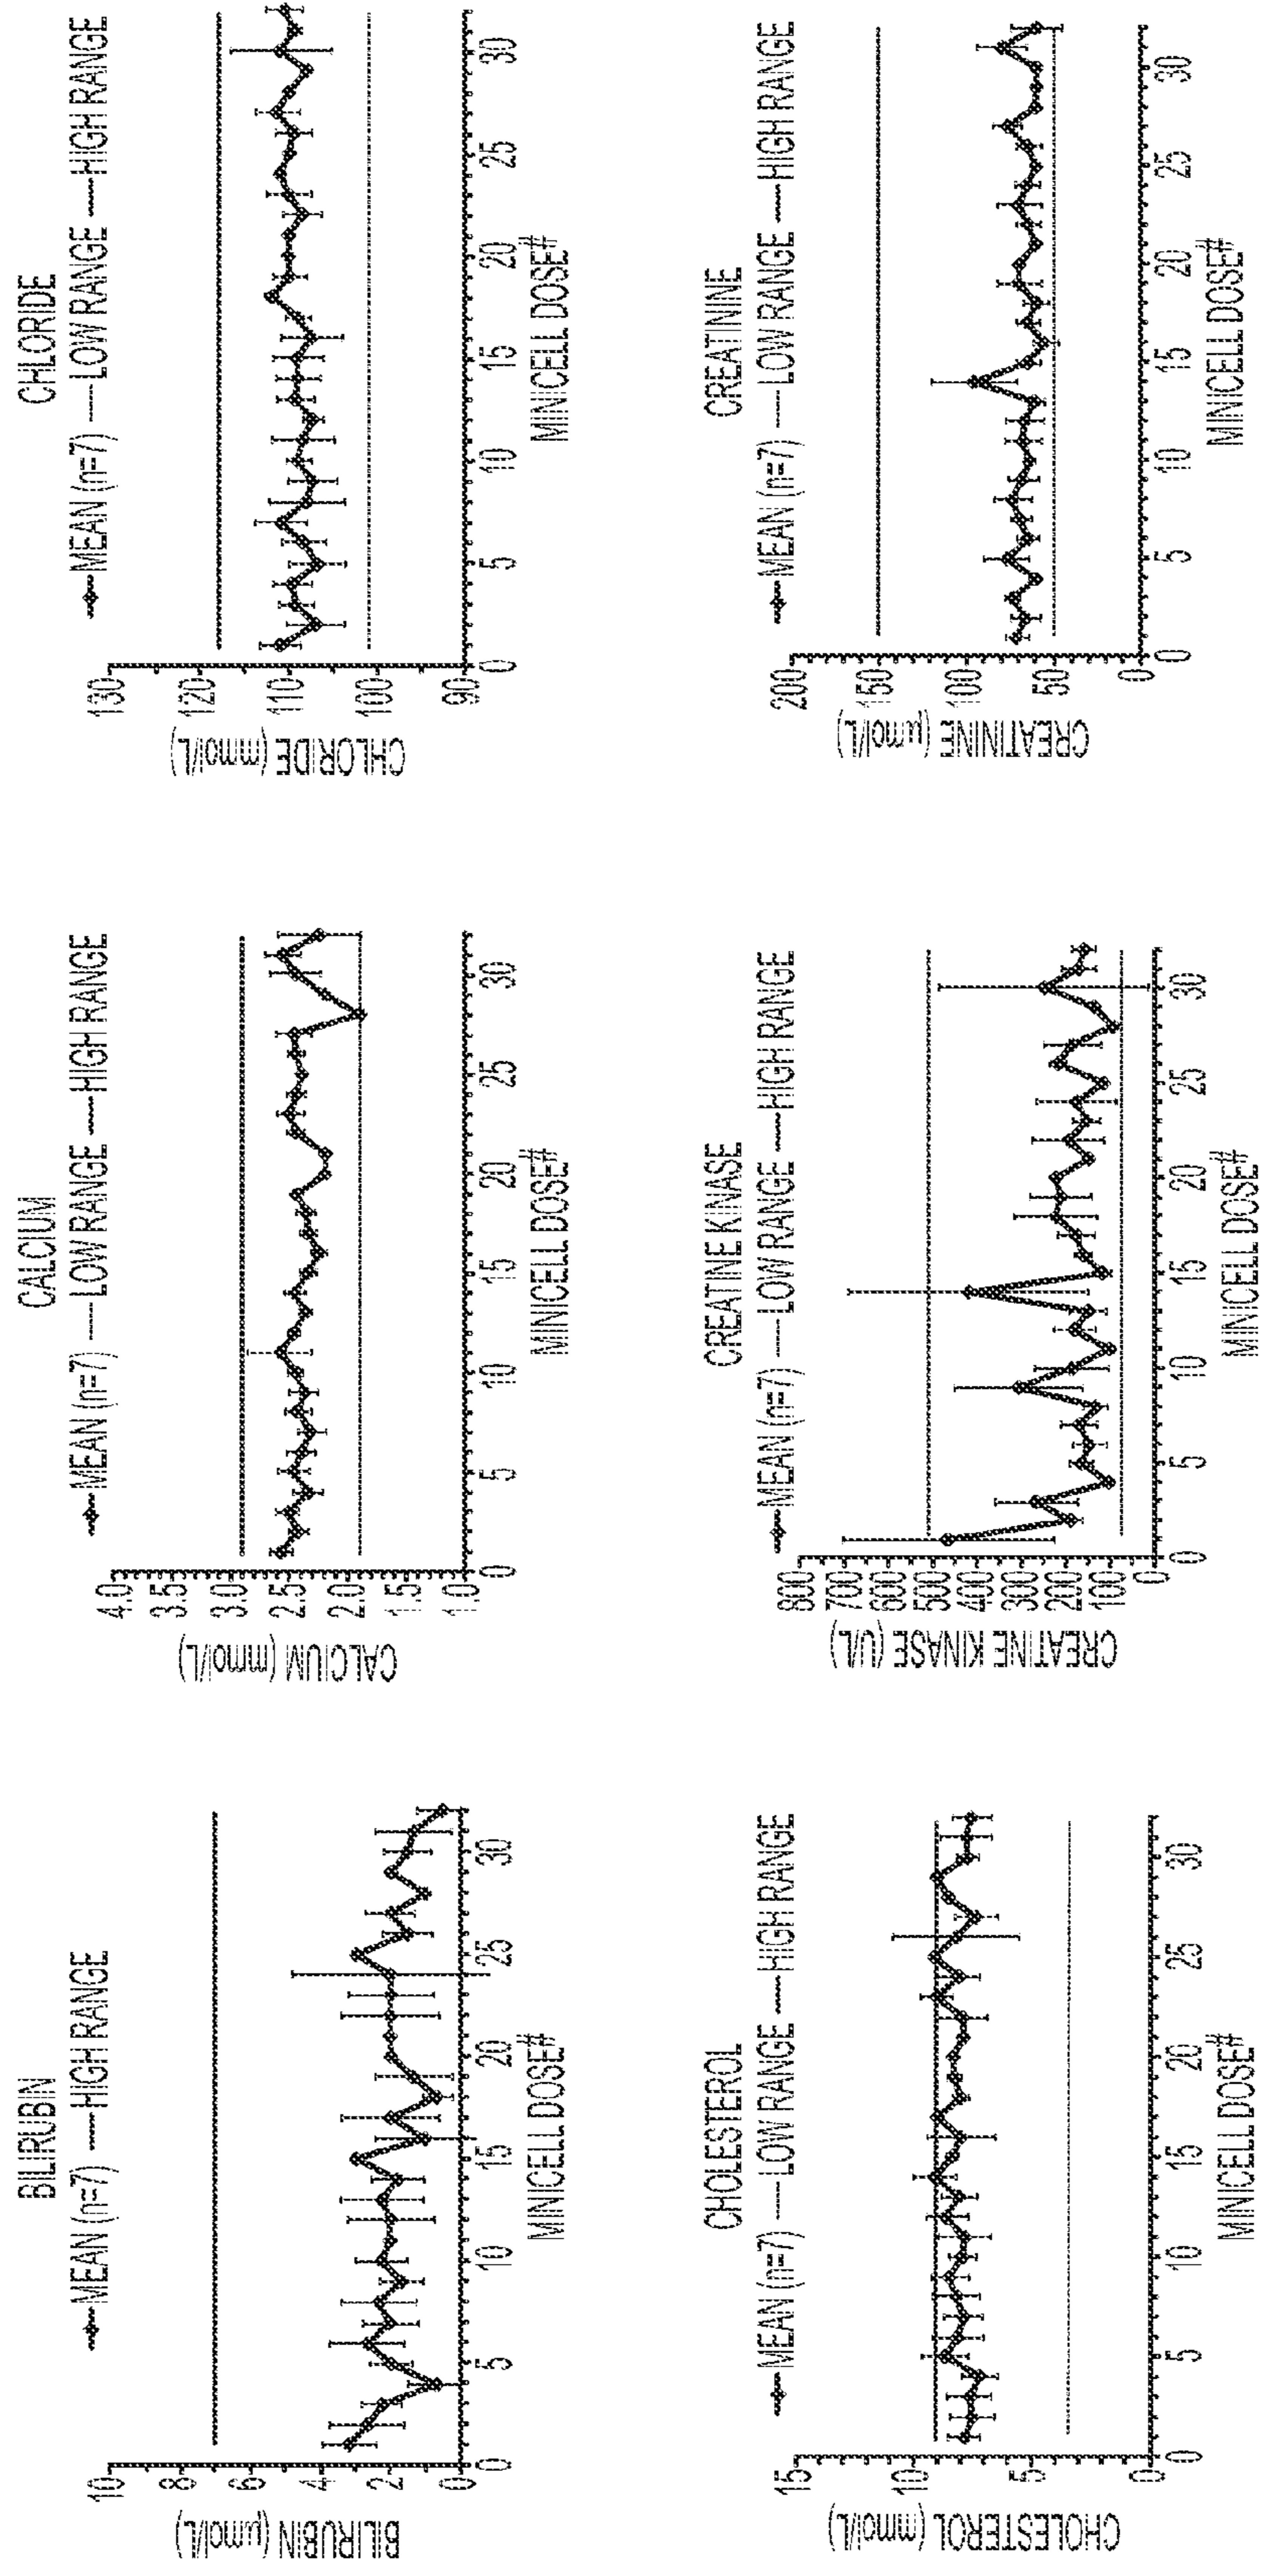 BILIRUBIN
MEAN (n=7) HIGH RANGE
BILIRUBIN (µmol/L)
10
8
6
4
2
0
0 5 10 15 20 25 30
MINICELL DOSE#
CALCIUM
MEAN (n=7) LOW RANGE HIGH RANGE
CALCIUM (mmol/L)
4.0
3.5
3.0
2.5
2.0
1.5
1.0
0 5 10 15 20 25 30
MINICELL DOSE#
CHLORIDE
MEAN (n=7) LOW RANGE HIGH RANGE
CHLORIDE (mmol/L)
130
120
110
100
90
0 5 10 15 20 25 30
MINICELL DOSE#
CHOLESTEROL
MEAN (n=7) LOW RANGE HIGH RANGE
CHOLESTEROL (mmol/L)
15
10
5
0
0 5 10 15 20 25 30
MINICELL DOSE#
CREATINE KINASE
MEAN (n=7) LOW RANGE HIGH RANGE
CREATINE KINASE (U/L)
800
700
600
500
400
300
200
100
0
0 5 10 15 20 25 30
MINICELL DOSE#
CREATININE
MEAN (n=7) LOW RANGE HIGH RANGE
CREATININE (µmol/L)
200
150
100
50
0
0 5 10 15 20 25 30
MINICELL DOSE#